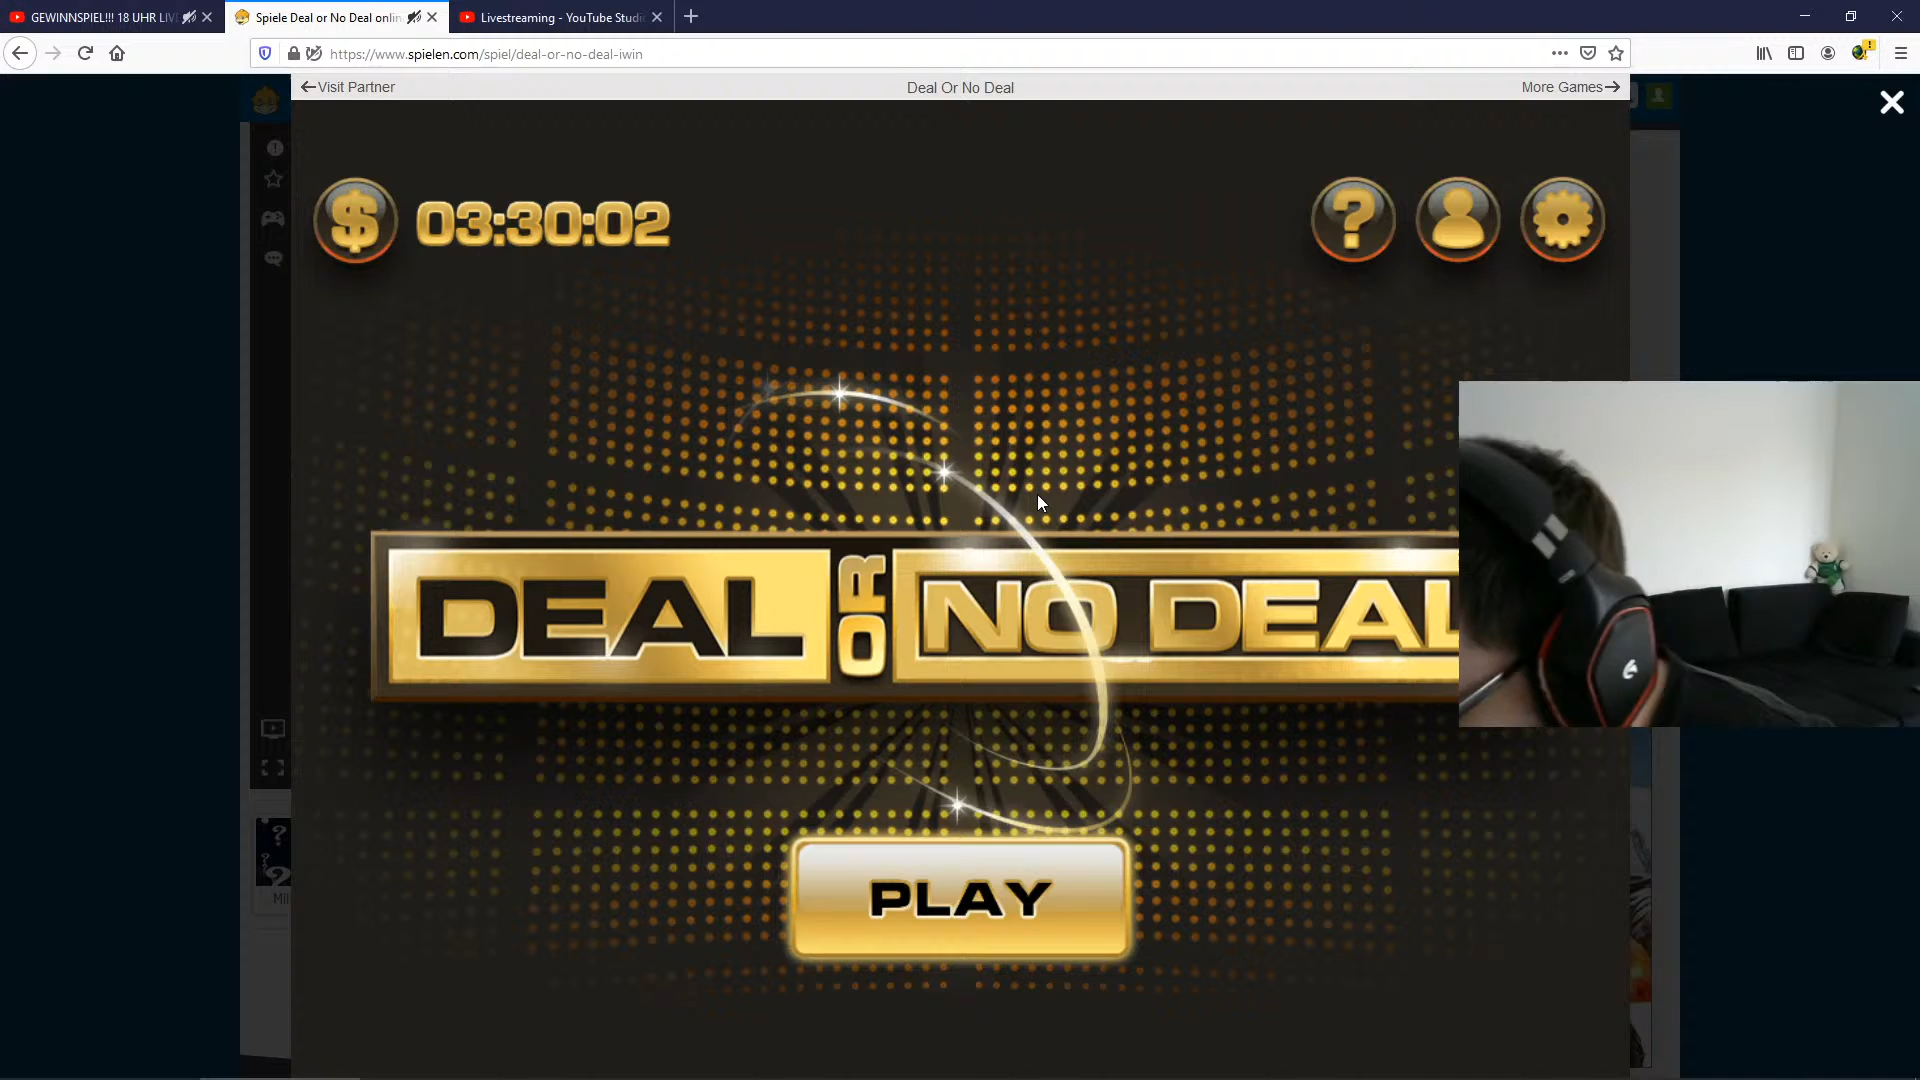 GEWINNSPIEL!!! 18 UHR LIV
Spiele Deal or No Deal onlin
Livestreaming - YouTube Studi
https://www.spielen.com/spiel/deal-or-no-deal-iwin
←Visit Partner
Deal Or No Deal
More Games→
$ 03:30:02
?
DEAL OR NO DEAL
PLAY
Mil